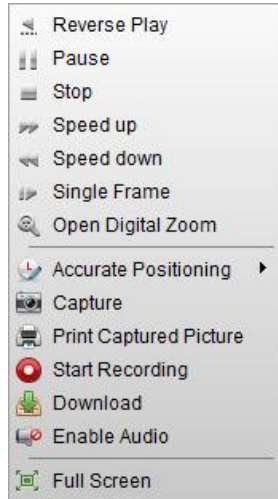 Reverse Play
Pause
Stop
Speed up
Speed down
Single Frame
Open Digital Zoom
Accurate Positioning
Capture
Print Captured Picture
Start Recording
Download
Enable Audio
Full Screen